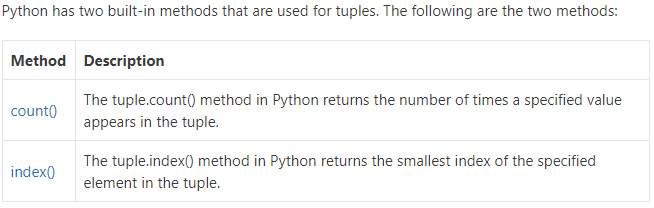 Python has two built-in methods that are used for tuples. The following are the two methods:
Method Description
count() The tuple.count() method in Python returns the number of times a specified value
appears in the tuple.
index() The tuple.index() method in Python returns the smallest index of the specified
element in the tuple.